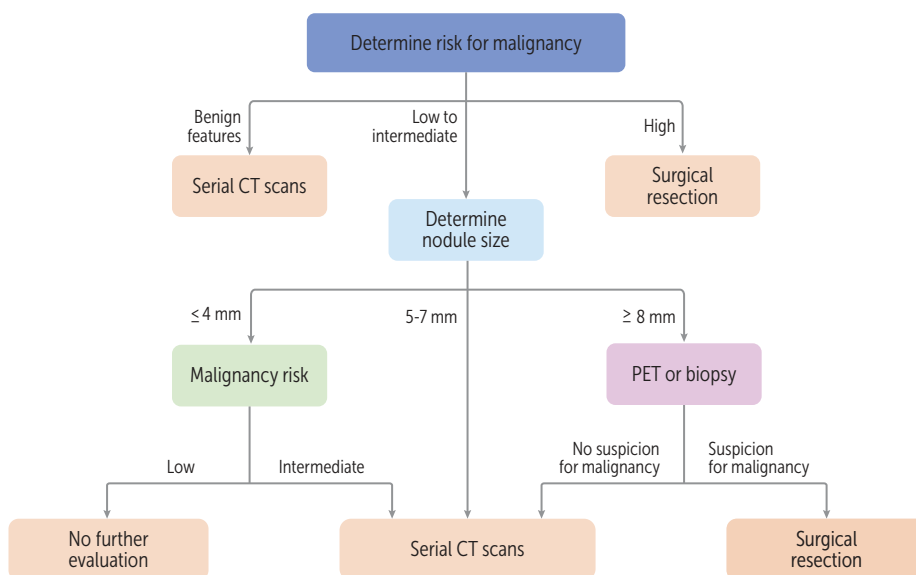 Determine risk for malignancy
Benign
features
Low to
intermediate
High
Serial CT scans
Surgical
resection
Determine
nodule size
≤ 4 mm
5-7 mm
≥ 8 mm
Malignancy risk
PET or biopsy
Low
Intermediate
No suspicion
for malignancy
Suspicion
for malignancy
No further
evaluation
Serial CT scans
Surgical
resection